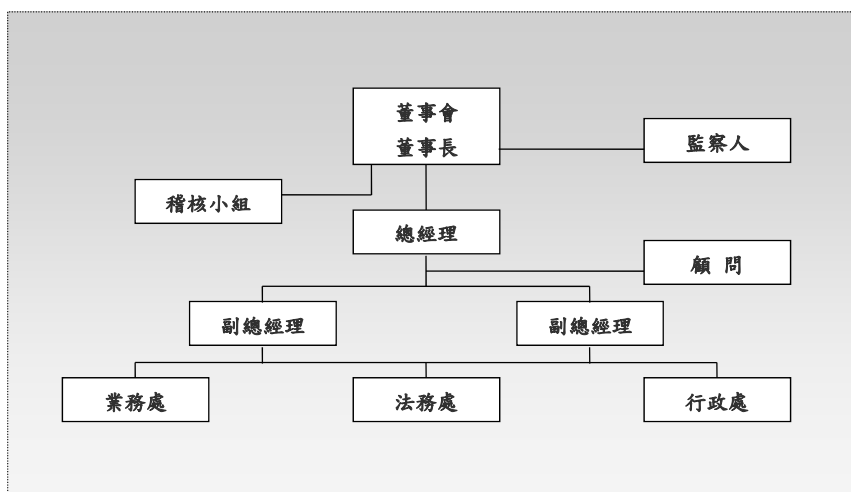 董事會
董事長
監察人
稽核小組
總經理
顧 問
副總經理
副總經理
業務處
法務處
行政處